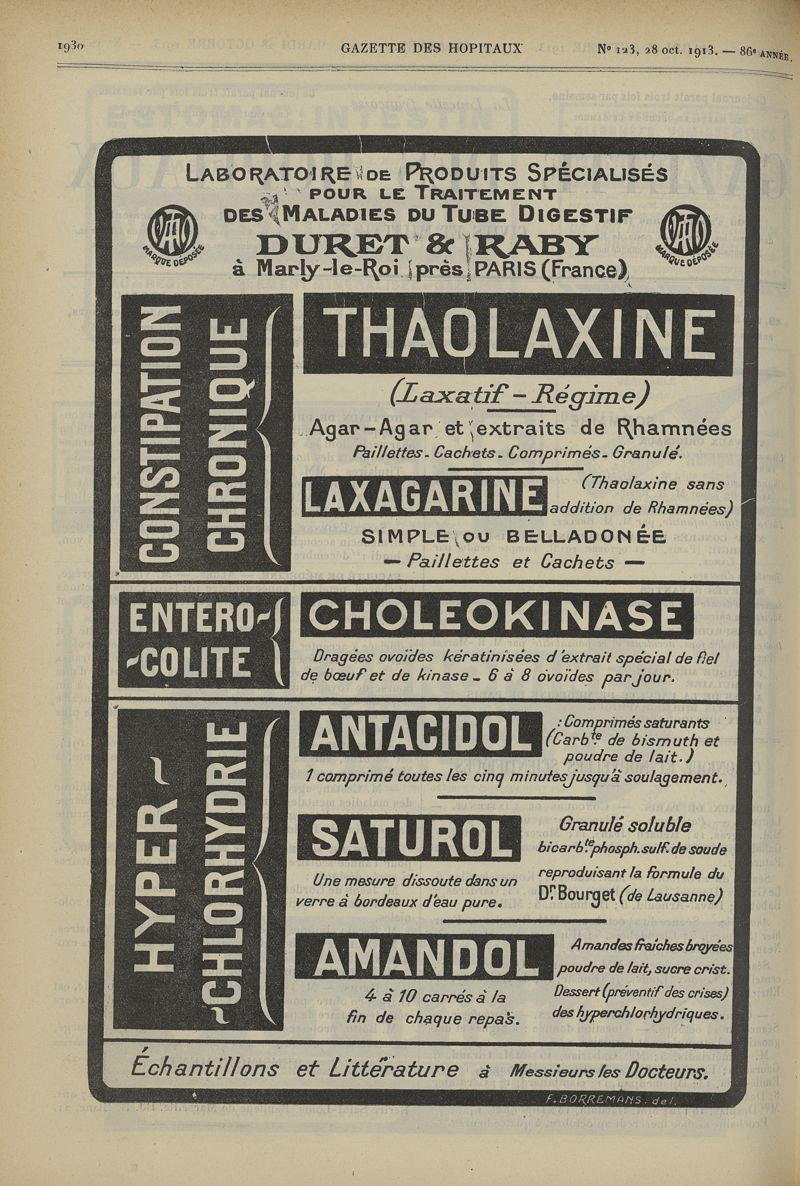 1930 GAZETTE DES HOPITAUX Nº 123, 28 oct. 1913. — 86e ANNÉE.
LABORATOIRE DE PRODUITS SPÉCIALISÉS
POUR LE TRAITEMENT
DES MALADIES DU TUBE DIGESTIF
DURET & RABY
à Marly-le-Roi près PARIS (France)
MARQUE DÉPOSÉE
MARQUE DÉPOSÉE
CONSTIPATION
CHRONIQUE
THAOLAXINE
(Laxatif - Régime)
Agar-Agar et extraits de Rhamnées
Paillettes. Cachets. Comprimés. Granulé.
LAXAGARINE
(Thaolaxine sans
addition de Rhamnées)
SIMPLE OU BELLADONÉE
— Paillettes et Cachets —
ENTERO-
-COLITE
CHOLEOKINASE
Dragées ovoïdes kératinisées d'extrait spécial de fiel
de bœuf et de kinase - 6 à 8 ovoïdes par jour.
HYPER-
-CHLORHYDRIE
ANTACIDOL
: Comprimés saturants
(Carbte de bismuth et
poudre de lait.)
1 comprimé toutes les cinq minutes jusqu'à soulagement.
SATUROL
Granulé soluble
bicarbte phosph. sulf. de soude
reproduisant la formule du
Dr Bourget (de Lausanne)
Une mesure dissoute dans un
verre à bordeaux d'eau pure.
AMANDOL
Amandes fraîches broyées
poudre de lait, sucre crist.
Dessert (préventif des crises)
des hyperchlorhydriques.
4 à 10 carrés à la
fin de chaque repas.
Échantillons et Littérature à Messieurs les Docteurs.
F. BORREMANS. del.